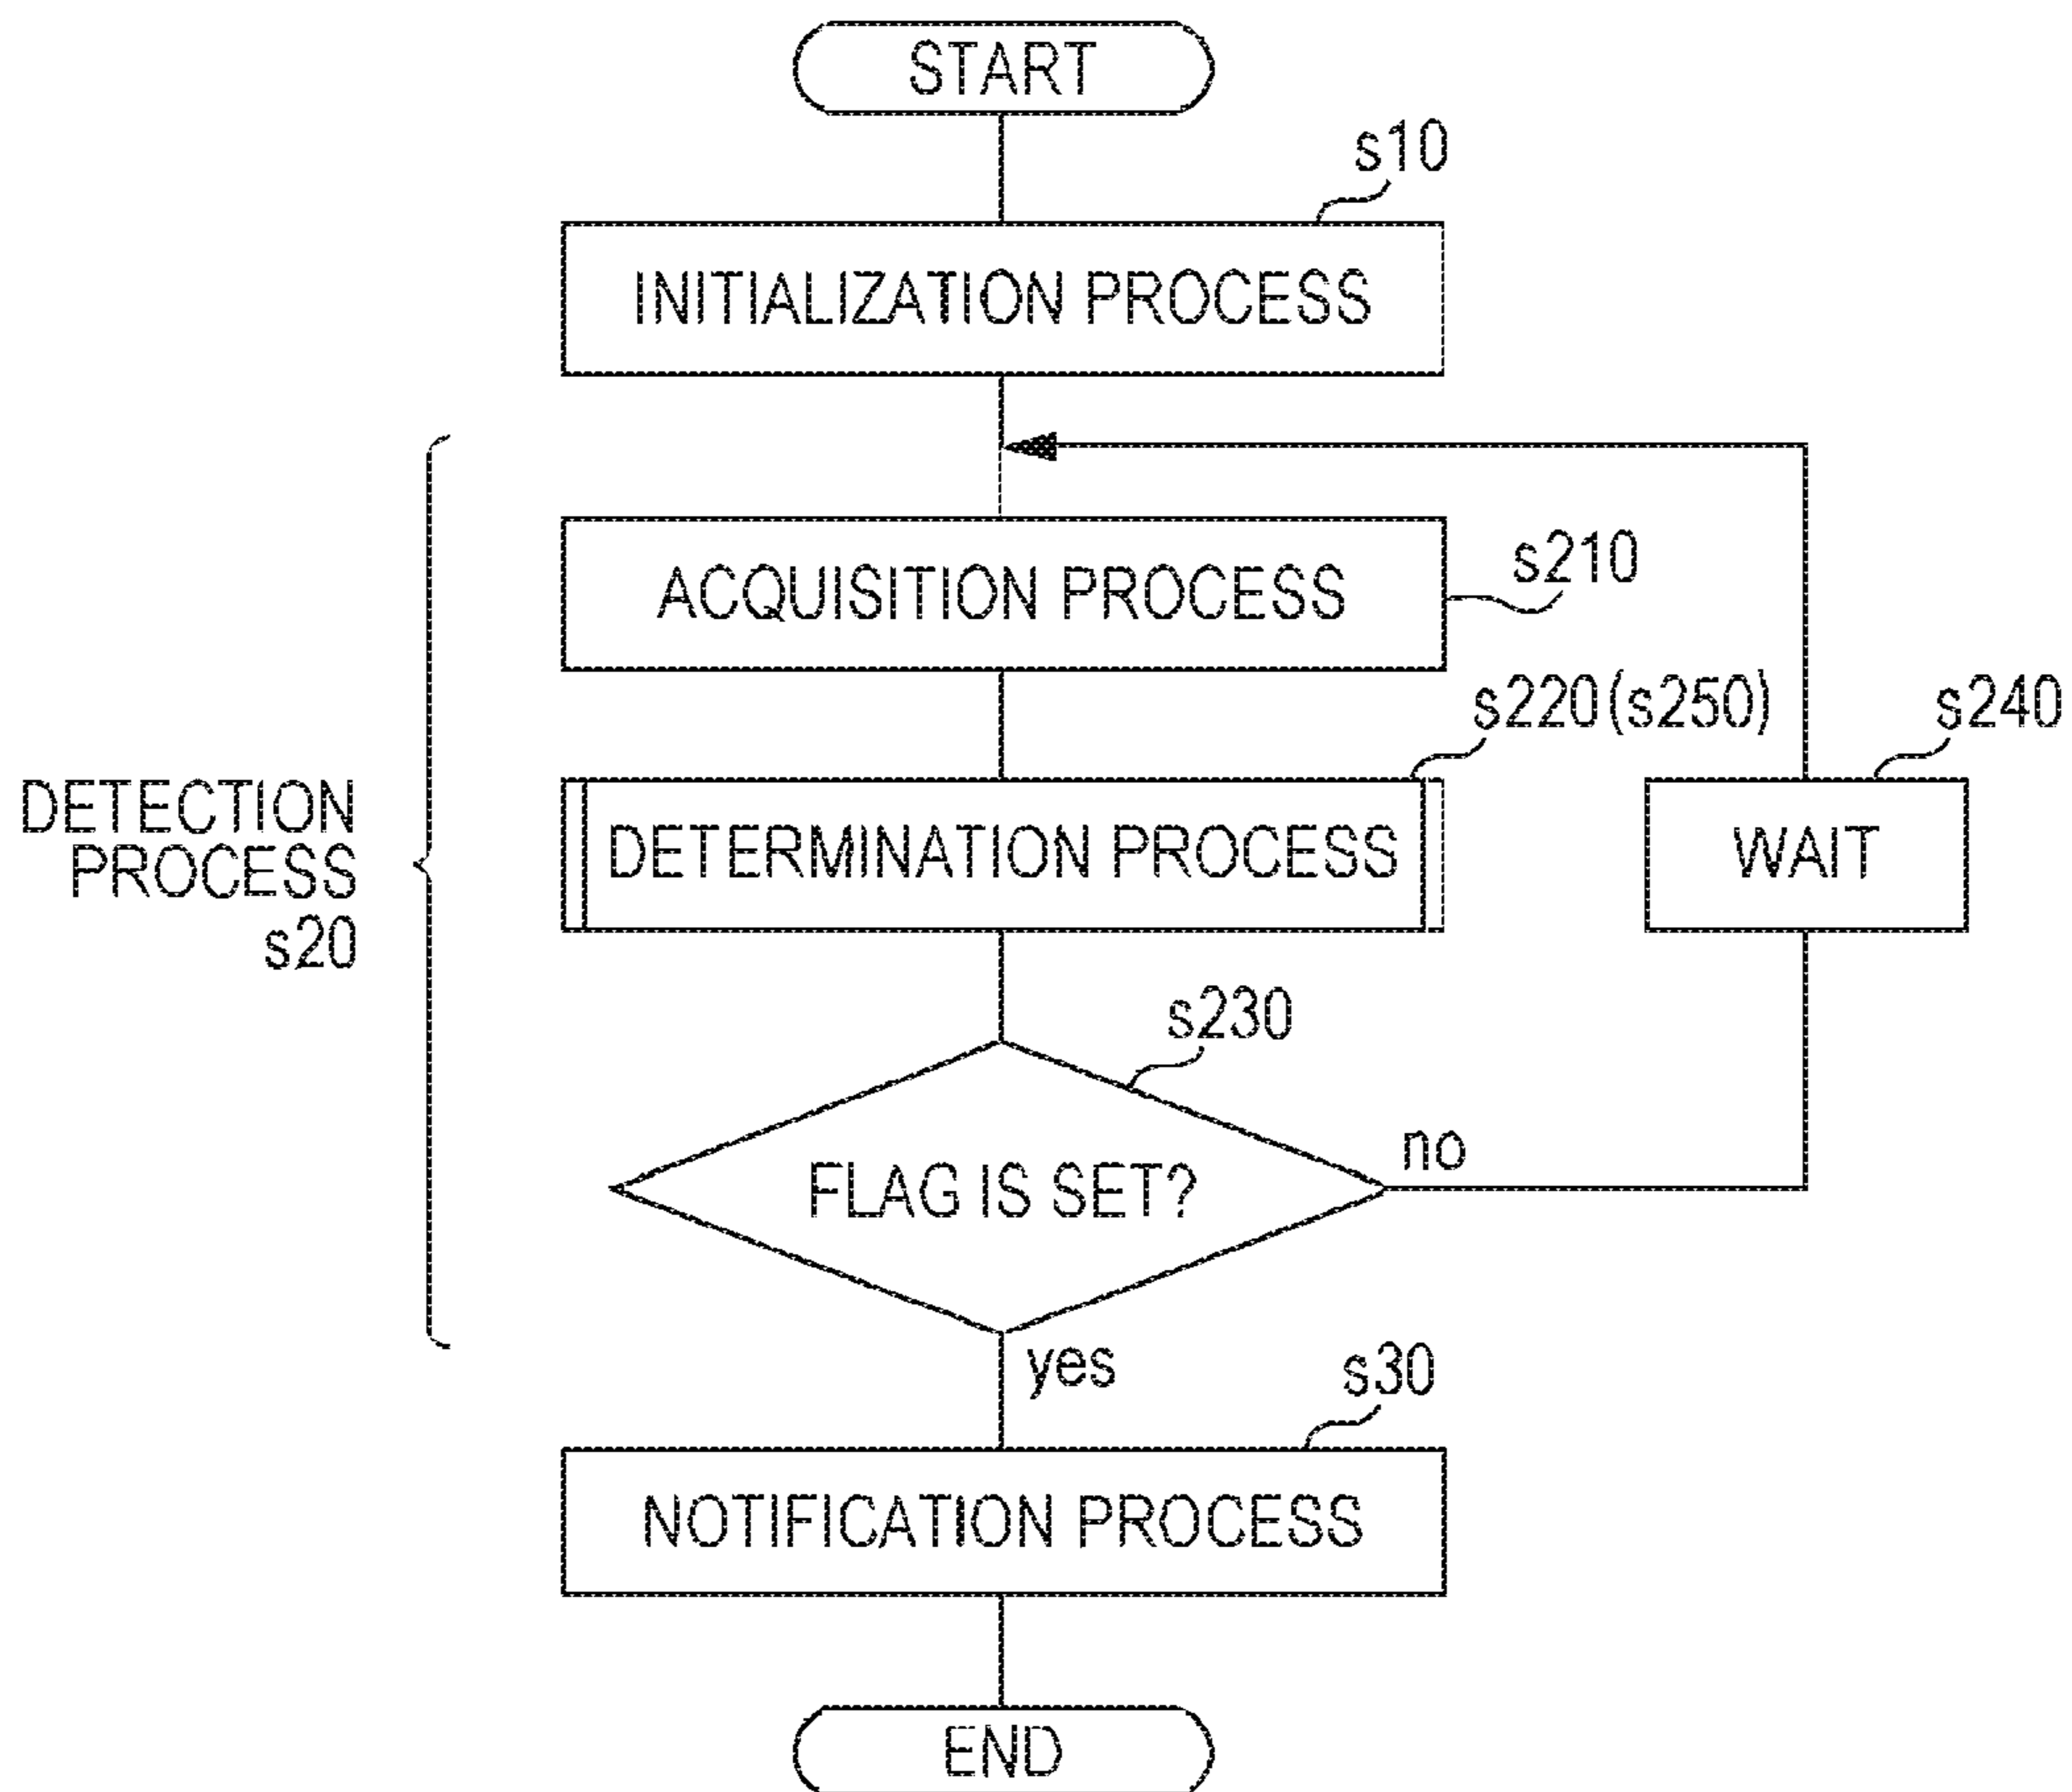 START
s10
INITIALIZATION PROCESS
ACQUISITION PROCESS
s210
s220(s250)
s240
DETECTION
PROCESS
s20
DETERMINATION PROCESS
WAIT
s230
FLAG IS SET?
no
yes
s30
NOTIFICATION PROCESS
END